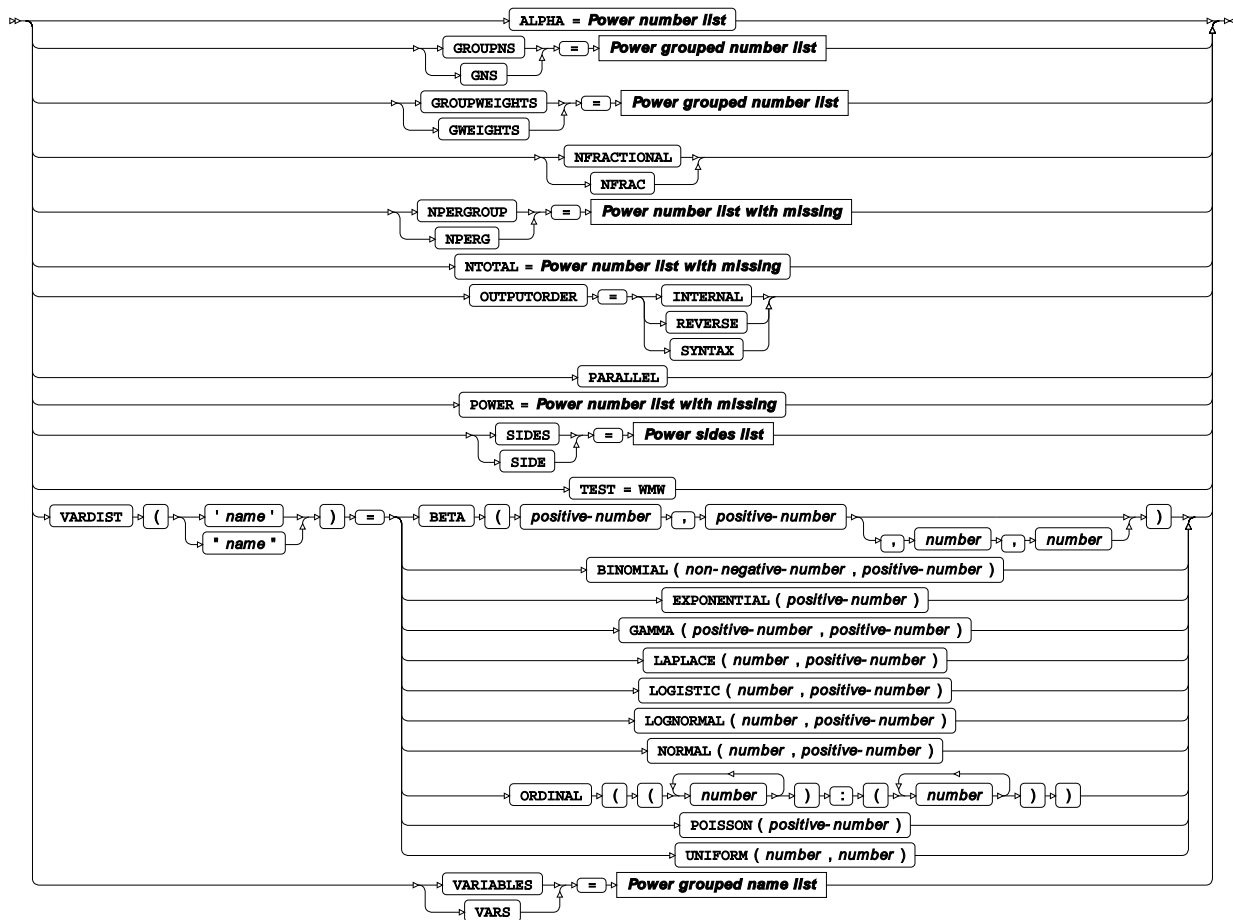 ALPHA = Power number list
GROUPNS = Power grouped number list
GNS
GROUPWEIGHTS = Power grouped number list
GWEIGHTS
NFRACTIONAL
NFRAC
NPERGROUP = Power number list with missing
NPERG
NTOTAL = Power number list with missing
OUTPUTORDER = INTERNAL
REVERSE
SYNTAX
PARALLEL
POWER = Power number list with missing
SIDES = Power sides list
SIDE
TEST = WMW
VARDIST ( ' name ' ) = BETA ( positive-number , positive-number )
" name " , number , number
BINOMIAL ( non-negative-number , positive-number )
EXPONENTIAL ( positive-number )
GAMMA ( positive-number , positive-number )
LAPLACE ( number , positive-number )
LOGISTIC ( number , positive-number )
LOGNORMAL ( number , positive-number )
NORMAL ( number , positive-number )
ORDINAL ( ( number ) : ( number ) )
POISSON ( positive-number )
UNIFORM ( number , number )
VARIABLES = Power grouped name list
VARS